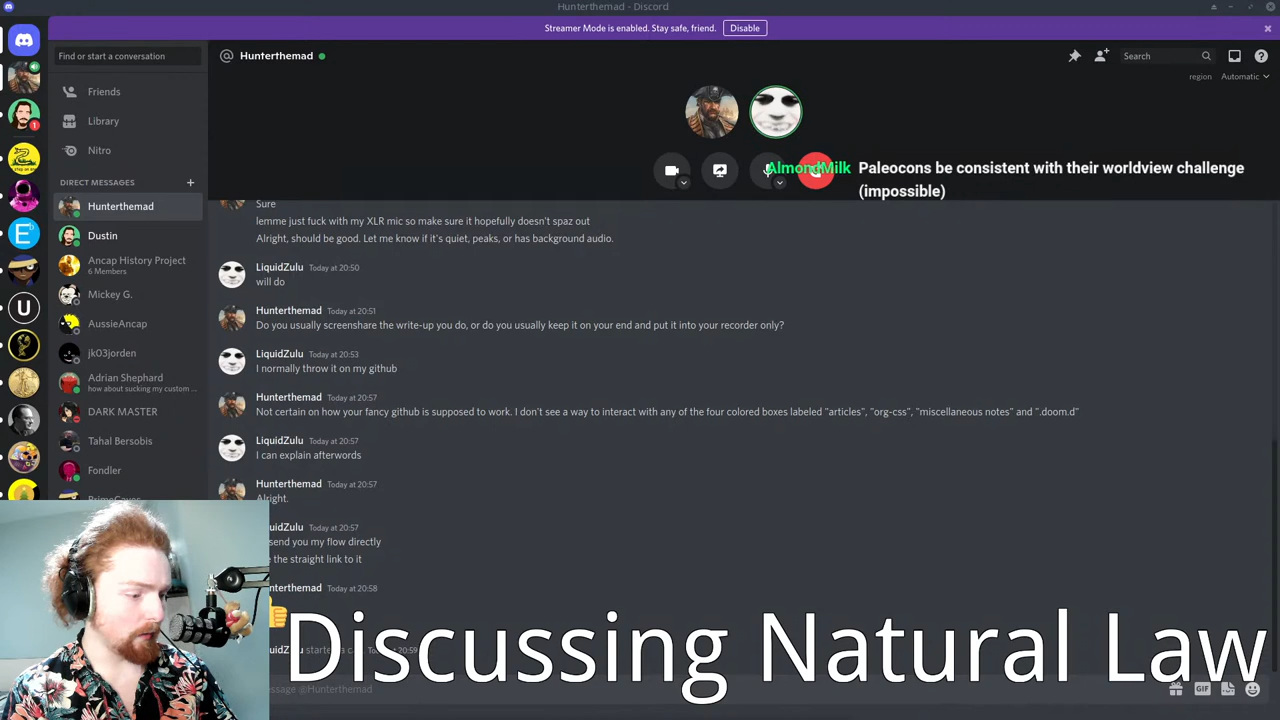 Hunterthemad - Discord
Streamer Mode is enabled. Stay safe, friend.
Disable
Find or start a conversation
Hunterthemad
Search
region
Automatic
Friends
Library
Nitro
DIRECT MESSAGES
Hunterthemad
Dustin
Ancap History Project
6 Members
Mickey G.
AussieAncap
jk03jorden
Adrian Shephard
how about sucking my custom ...
DARK MASTER
Tahal Bersobis
Fondler
AlmondMilk
Paleocons be consistent with their worldview challenge
(impossible)
Sure
lemme just fuck with my XLR mic so make sure it hopefully doesn't spaz out
Alright, should be good. Let me know if it's quiet, peaks, or has background audio.
LiquidZulu Today at 20:50
will do
Hunterthemad Today at 20:51
Do you usually screenshare the write-up you do, or do you usually keep it on your end and put it into your recorder only?
LiquidZulu Today at 20:53
I normally throw it on my github
Hunterthemad Today at 20:57
Not certain on how your fancy github is supposed to work. I don't see a way to interact with any of the four colored boxes labeled "articles", "org-css", "miscellaneous notes" and ".doom.d"
LiquidZulu Today at 20:57
I can explain afterwords
Hunterthemad Today at 20:57
Alright.
Today at 20:57
send you my flow directly
the straight link to it
Today at 20:58
Today at 20:59
@Hunterthemad
GIF
Discussing Natural Law